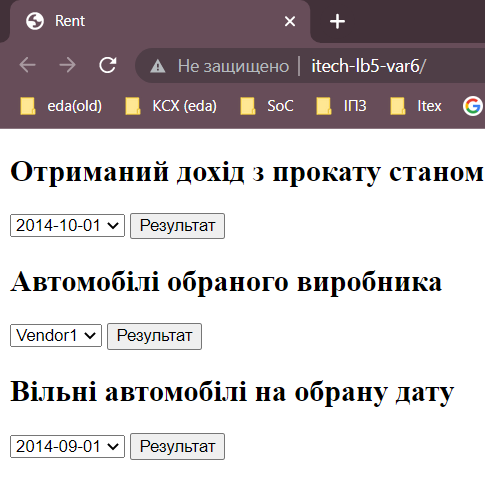 Rent
Не защищено | itech-lb5-var6/
eda(old) КСХ (eda) SoC ІПЗ Itex
Отриманий дохід з прокату станом
2014-10-01 Результат
Автомобілі обраного виробника
Vendor1 Результат
Вільні автомобілі на обрану дату
2014-09-01 Результат